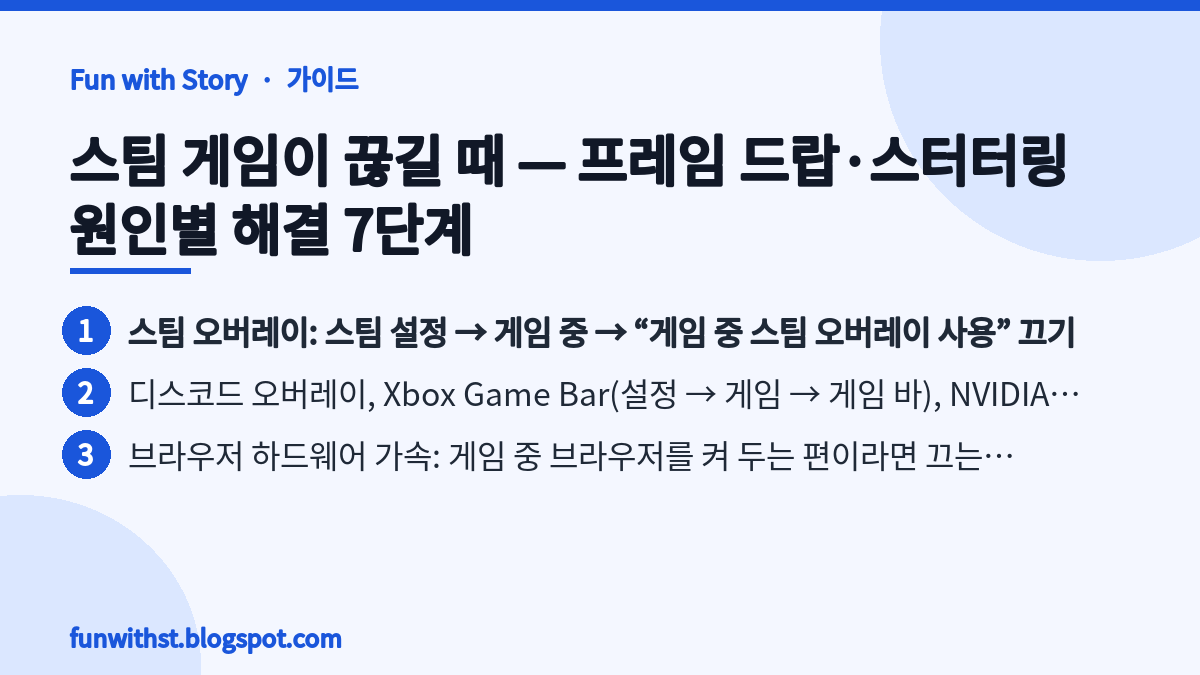 Fun with Story · 가이드
스팀 게임이 끊길 때 — 프레임 드랍·스터터링
원인별 해결 7단계
1 스팀 오버레이: 스팀 설정 → 게임 중 → “게임 중 스팀 오버레이 사용” 끄기
2 디스코드 오버레이, Xbox Game Bar(설정 → 게임 → 게임 바), NVIDIA…
3 브라우저 하드웨어 가속: 게임 중 브라우저를 켜 두는 편이라면 끄는…
funwithst.blogspot.com